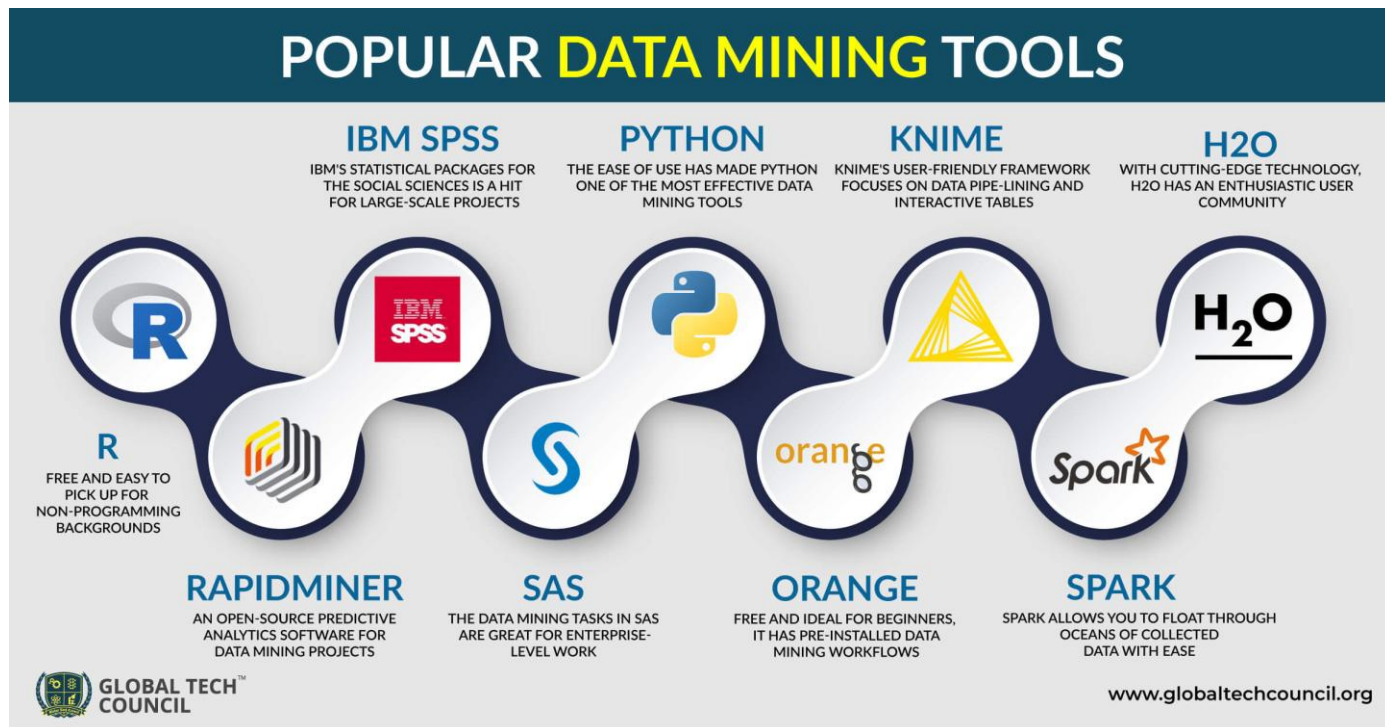 POPULAR DATA MINING TOOLS
IBM SPSS
IBM'S STATISTICAL PACKAGES FOR
THE SOCIAL SCIENCES IS A HIT
FOR LARGE-SCALE PROJECTS
PYTHON
THE EASE OF USE HAS MADE PYTHON
ONE OF THE MOST EFFECTIVE DATA
MINING TOOLS
KNIME
KNIME'S USER-FRIENDLY FRAMEWORK
FOCUSES ON DATA PIPE-LINING AND
INTERACTIVE TABLES
H2O
WITH CUTTING-EDGE TECHNOLOGY,
H2O HAS AN ENTHUSIASTIC USER
COMMUNITY
R
IBM
SPSS
H₂O
orange
Spark
R
FREE AND EASY TO
PICK UP FOR
NON-PROGRAMMING
BACKGROUNDS
RAPIDMINER
AN OPEN-SOURCE PREDICTIVE
ANALYTICS SOFTWARE FOR
DATA MINING PROJECTS
SAS
THE DATA MINING TASKS IN SAS
ARE GREAT FOR ENTERPRISE-
LEVEL WORK
ORANGE
FREE AND IDEAL FOR BEGINNERS,
IT HAS PRE-INSTALLED DATA
MINING WORKFLOWS
SPARK
SPARK ALLOWS YOU TO FLOAT THROUGH
OCEANS OF COLLECTED
DATA WITH EASE
GLOBAL TECH™
COUNCIL
www.globaltechcouncil.org